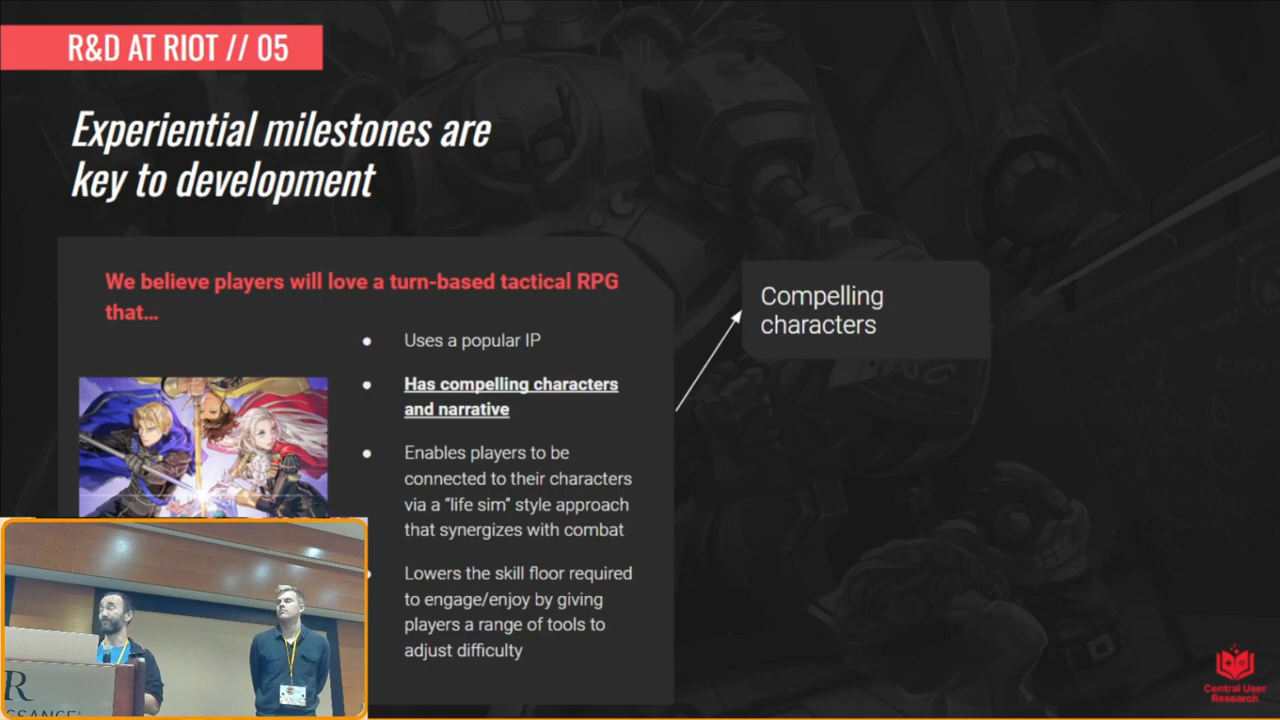 R&D AT RIOT // 05
Experiential milestones are
key to development
We believe players will love a turn-based tactical RPG
that...
● Uses a popular IP
● Has compelling characters
and narrative
● Enables players to be
connected to their characters
via a "life sim" style approach
that synergizes with combat
● Lowers the skill floor required
to engage/enjoy by giving
players a range of tools to
adjust difficulty
Compelling
characters
R
Central User
Research